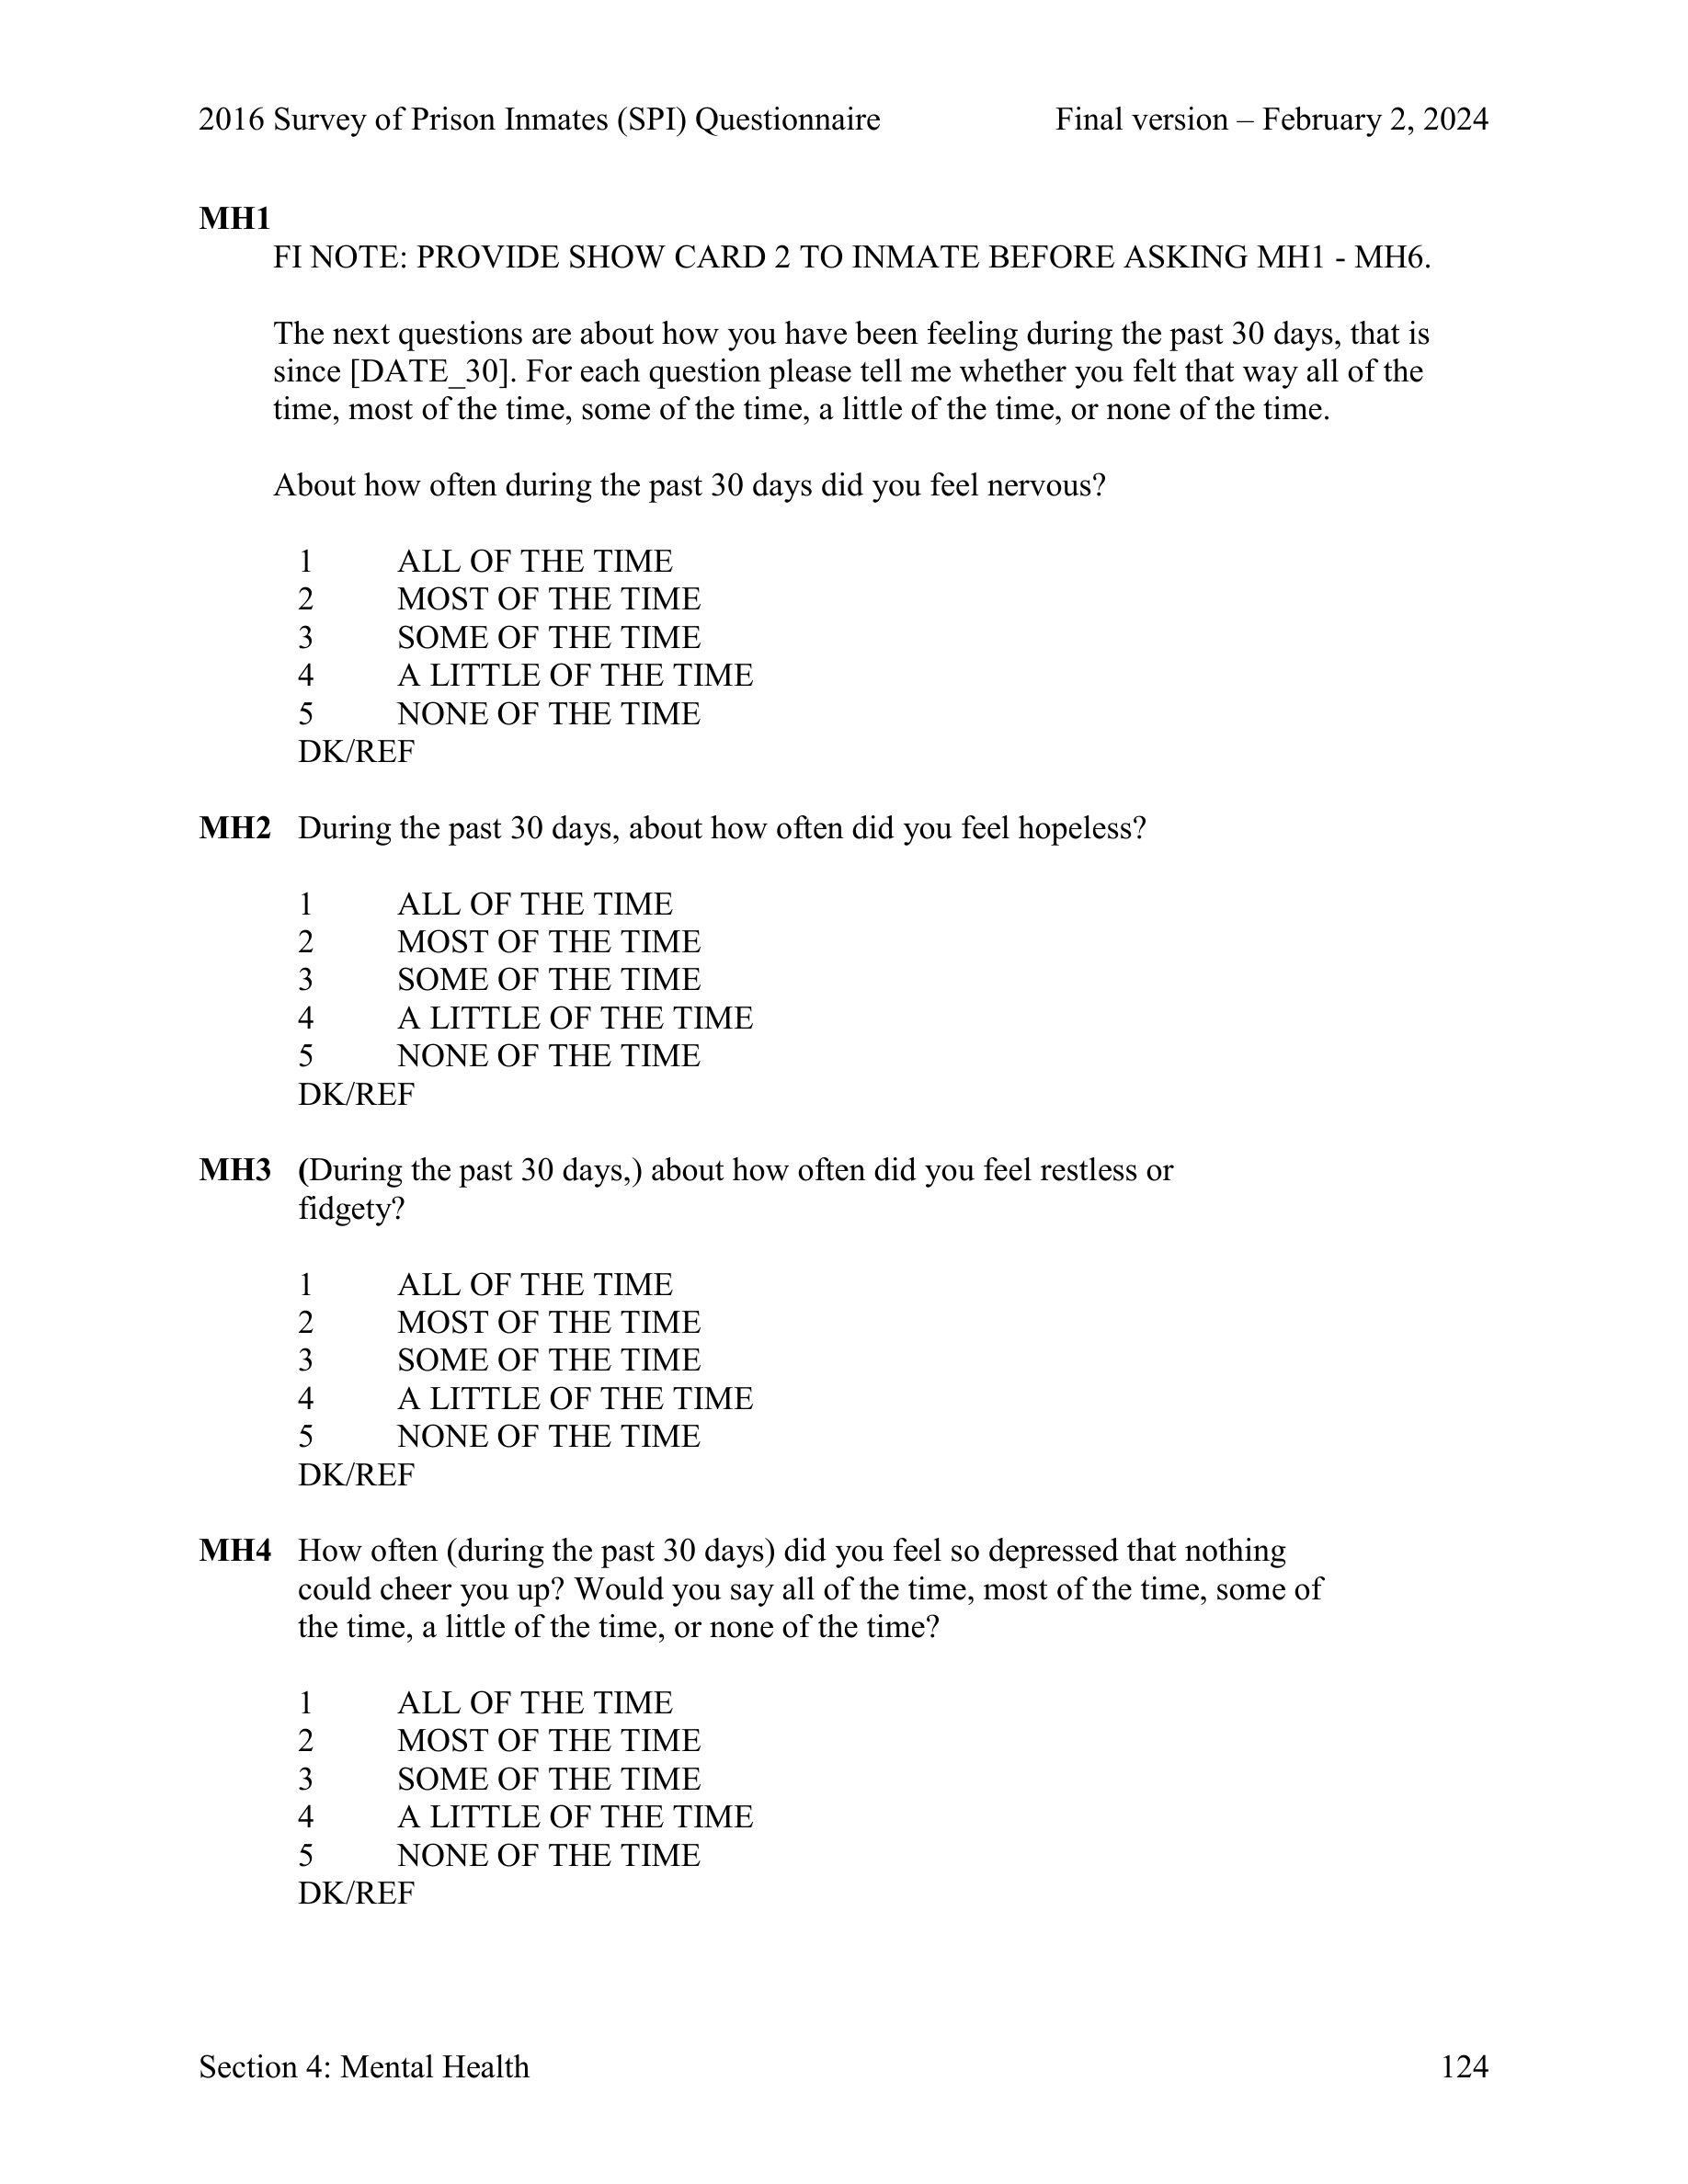 2016 Survey of Prison Inmates (SPI) Questionnaire Final version – February 2, 2024
MH1
FI NOTE: PROVIDE SHOW CARD 2 TO INMATE BEFORE ASKING MH1 - MH6.
The next questions are about how you have been feeling during the past 30 days, that is
since [DATE_30]. For each question please tell me whether you felt that way all of the
time, most of the time, some of the time, a little of the time, or none of the time.
About how often during the past 30 days did you feel nervous?
1 ALL OF THE TIME
2 MOST OF THE TIME
3 SOME OF THE TIME
4 A LITTLE OF THE TIME
5 NONE OF THE TIME
DK/REF
MH2 During the past 30 days, about how often did you feel hopeless?
1 ALL OF THE TIME
2 MOST OF THE TIME
3 SOME OF THE TIME
4 A LITTLE OF THE TIME
5 NONE OF THE TIME
DK/REF
MH3 (During the past 30 days,) about how often did you feel restless or
fidgety?
1 ALL OF THE TIME
2 MOST OF THE TIME
3 SOME OF THE TIME
4 A LITTLE OF THE TIME
5 NONE OF THE TIME
DK/REF
MH4 How often (during the past 30 days) did you feel so depressed that nothing
could cheer you up? Would you say all of the time, most of the time, some of
the time, a little of the time, or none of the time?
1 ALL OF THE TIME
2 MOST OF THE TIME
3 SOME OF THE TIME
4 A LITTLE OF THE TIME
5 NONE OF THE TIME
DK/REF
Section 4: Mental Health 124